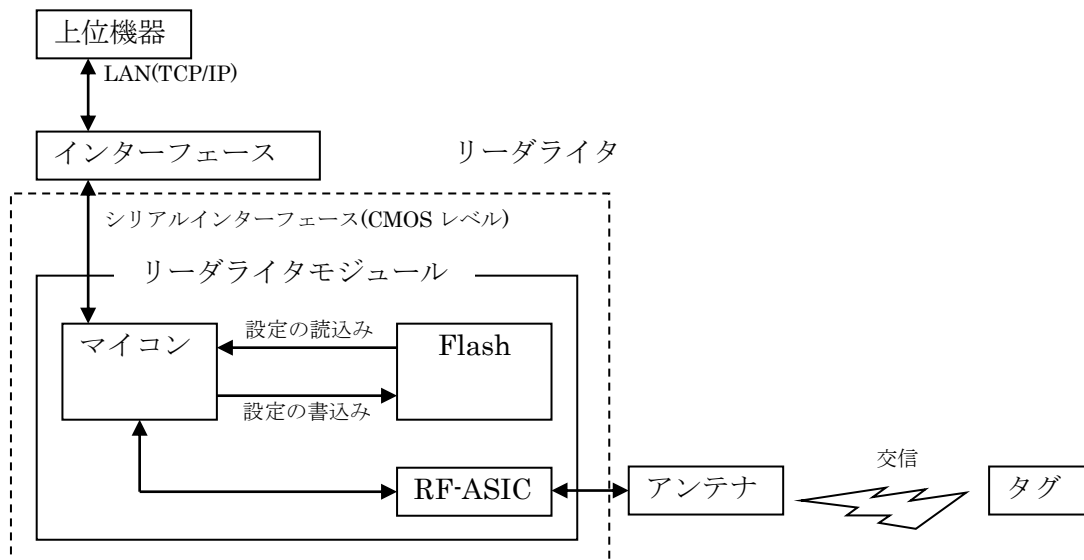 上位機器
LAN(TCP/IP)
インターフェース
リーダライタ
シリアルインターフェース(CMOS レベル)
リーダライタモジュール
マイコン
設定の読込み
Flash
設定の書込み
RF-ASIC
アンテナ
交信
タグ